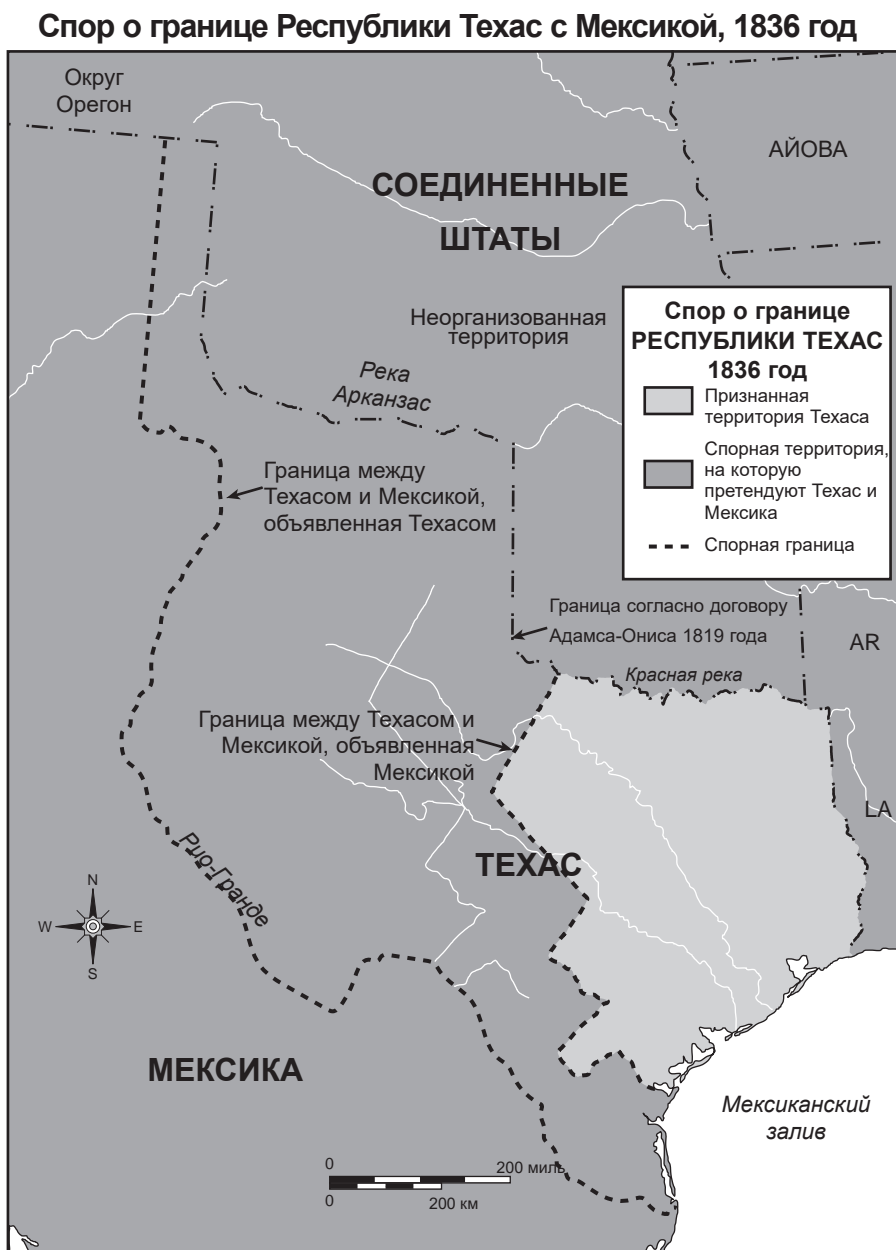 Спор о границе Республики Техас с Мексикой, 1836 год
Округ
Орегон
АЙОВА
СОЕДИНЕННЫЕ
ШТАТЫ
Неорганизованная
территория
Спор о границе
РЕСПУБЛИКИ ТЕХАС
1836 год
Признанная
территория Техаса
Спорная территория,
на которую
претендуют Техас и
Мексика
Спорная граница
Река
Арканзас
Граница между
Техасом и Мексикой,
объявленная Техасом
Граница согласно договору
Адамса-Ониса 1819 года
AR
Красная река
Граница между Техасом и
Мексикой, объявленная
Мексикой
LA
ТЕХАС
Рио-Гранде
N
W
E
S
МЕКСИКА
Мексиканский
залив
0
200 миль
0
200 км